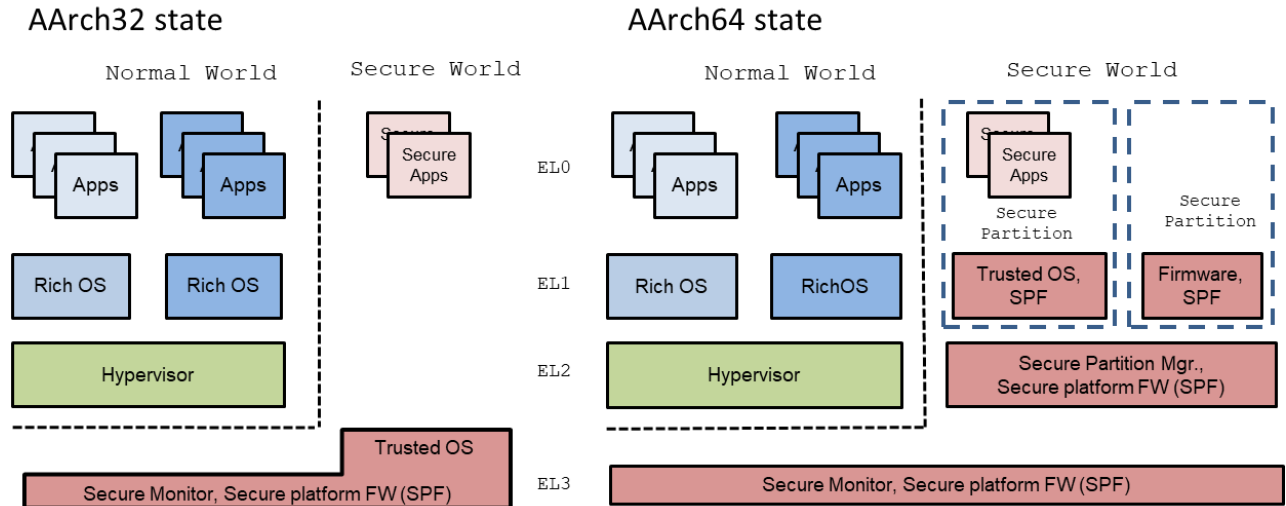 AArch32 state
AArch64 state
Normal World
Secure World
Normal World
Secure World
Apps
Apps
Secure
Secure
Apps
EL0
Apps
Apps
Secure
Secure
Apps
Secure
Partition
Secure
Partition
Rich OS
Rich OS
EL1
Rich OS
RichOS
Trusted OS,
SPF
Firmware,
SPF
Hypervisor
EL2
Hypervisor
Secure Partition Mgr.,
Secure platform FW (SPF)
Trusted OS
Secure Monitor, Secure platform FW (SPF)
EL3
Secure Monitor, Secure platform FW (SPF)